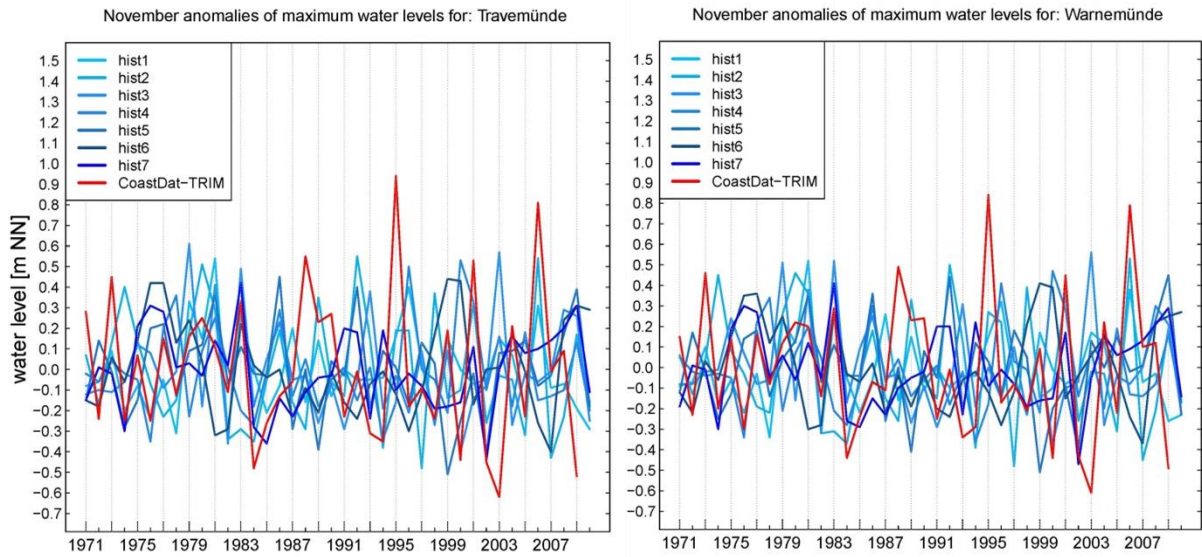 November anomalies of maximum water levels for: Travemünde
hist1
hist2
hist3
hist4
hist5
hist6
hist7
CoastDat−TRIM
water level [m NN]
1.5
1.4
1.3
1.2
1.1
1.0
0.9
0.8
0.7
0.6
0.5
0.4
0.3
0.2
0.1
0.0
−0.1
−0.2
−0.3
−0.4
−0.5
−0.6
−0.7
1971 1975 1979 1983 1987 1991 1995 1999 2003 2007
November anomalies of maximum water levels for: Warnemünde
hist1
hist2
hist3
hist4
hist5
hist6
hist7
CoastDat−TRIM
1.5
1.4
1.3
1.2
1.1
1.0
0.9
0.8
0.7
0.6
0.5
0.4
0.3
0.2
0.1
0.0
−0.1
−0.2
−0.3
−0.4
−0.5
−0.6
−0.7
1971 1975 1979 1983 1987 1991 1995 1999 2003 2007